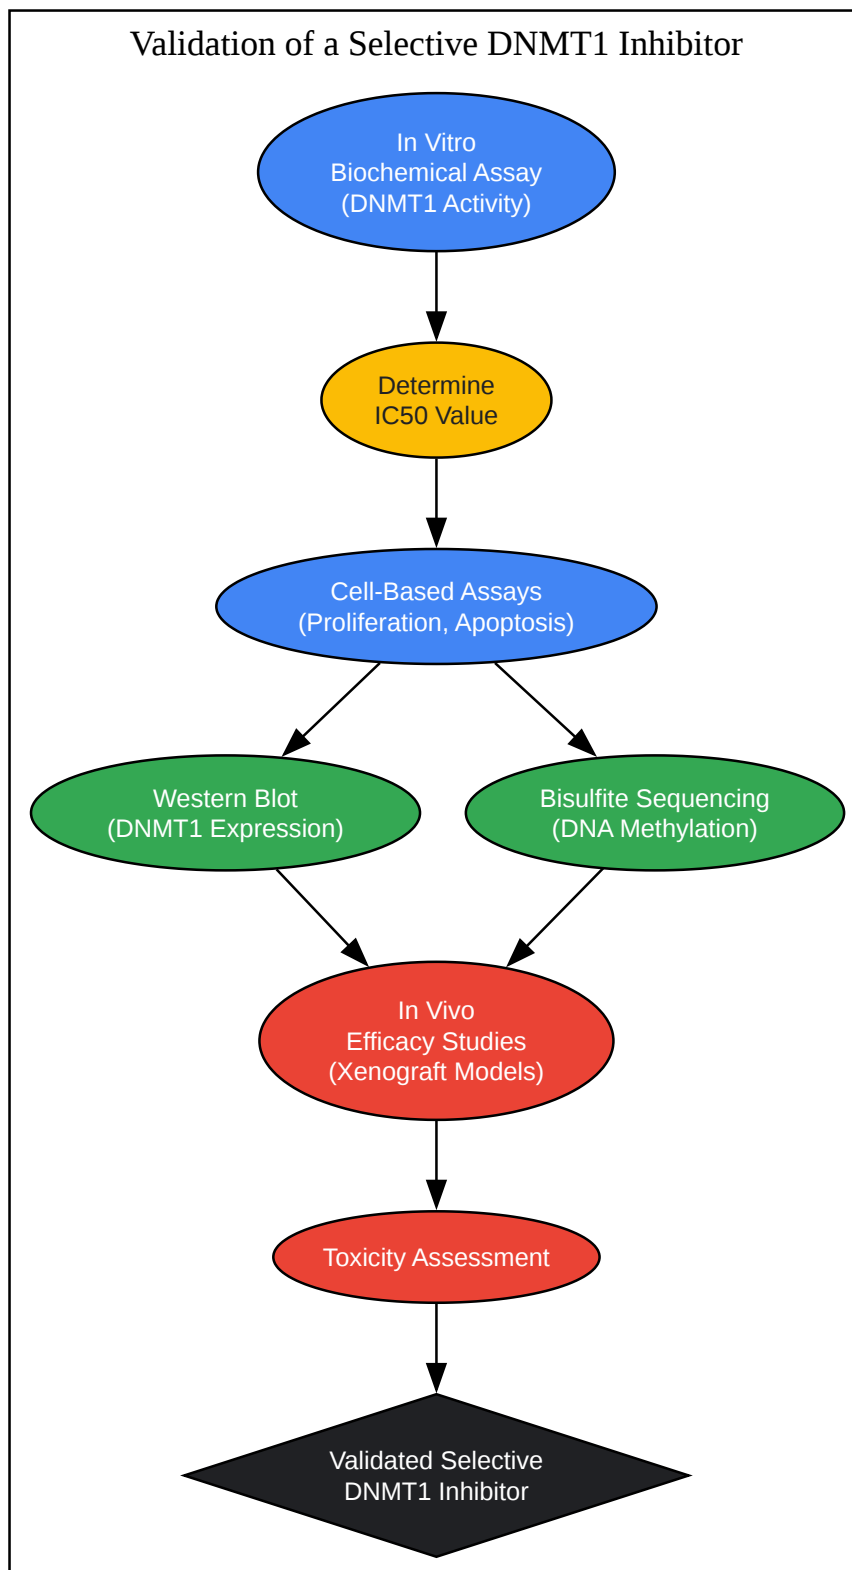 Validation of a Selective DNMT1 Inhibitor
In Vitro
Biochemical Assay
(DNMT1 Activity)
Determine
IC50 Value
Cell-Based Assays
(Proliferation, Apoptosis)
Western Blot
(DNMT1 Expression)
Bisulfite Sequencing
(DNA Methylation)
In Vivo
Efficacy Studies
(Xenograft Models)
Toxicity Assessment
Validated Selective
DNMT1 Inhibitor